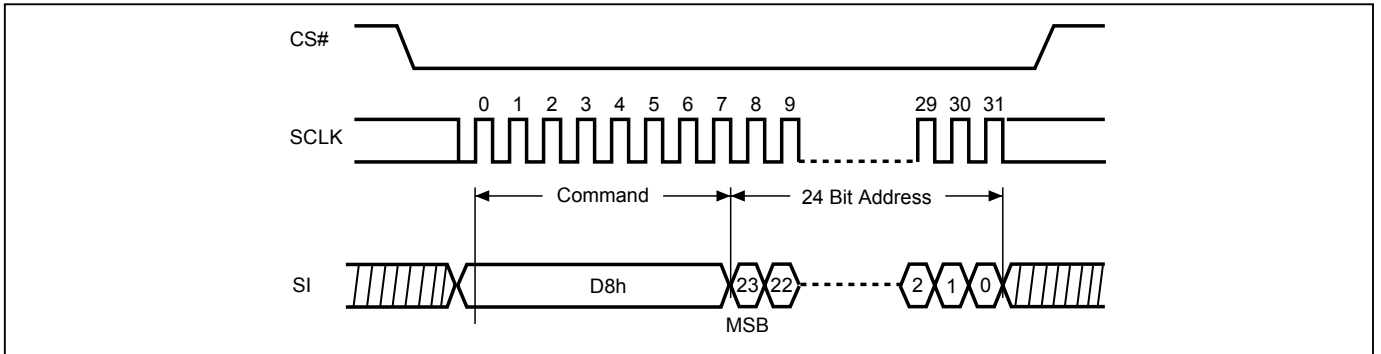 CS#
0 1 2 3 4 5 6 7 8 9 29 30 31
SCLK
Command 24 Bit Address
SI D8h 23 22 2 1 0
MSB